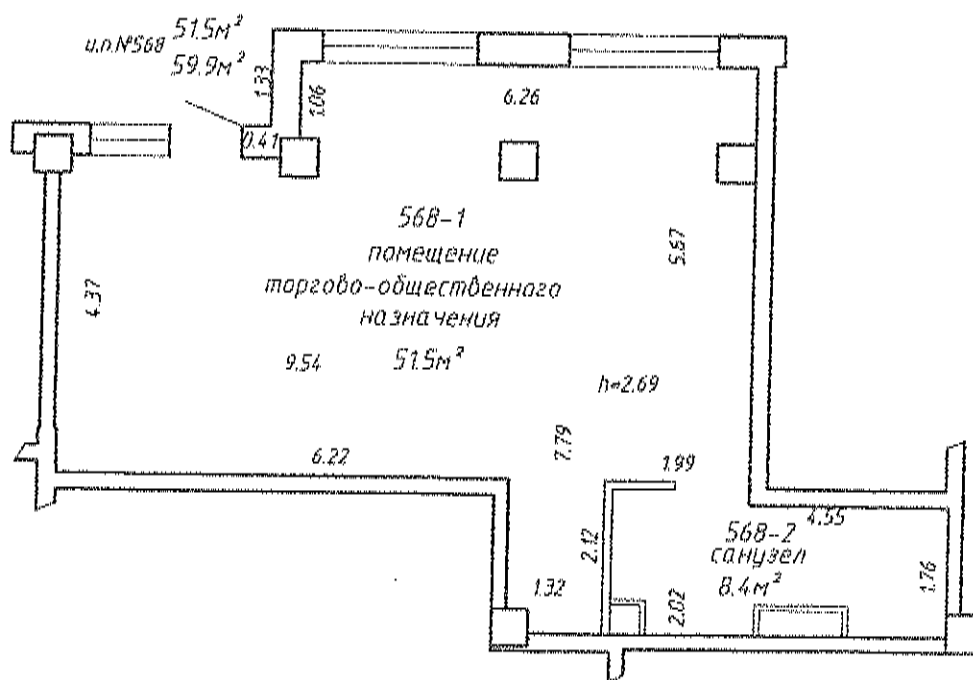 и.п.№568 51.5м²
59.9м²
1.33
1.06
6.26
0.41
568-1
помещение
торгово-общественного
назначения
51.5м²
5.87
4.37
9.54
h=2.69
6.22
7.79
1.99
4.55
568-2
санузел
8.4м²
2.12
1.32
2.02
1.76